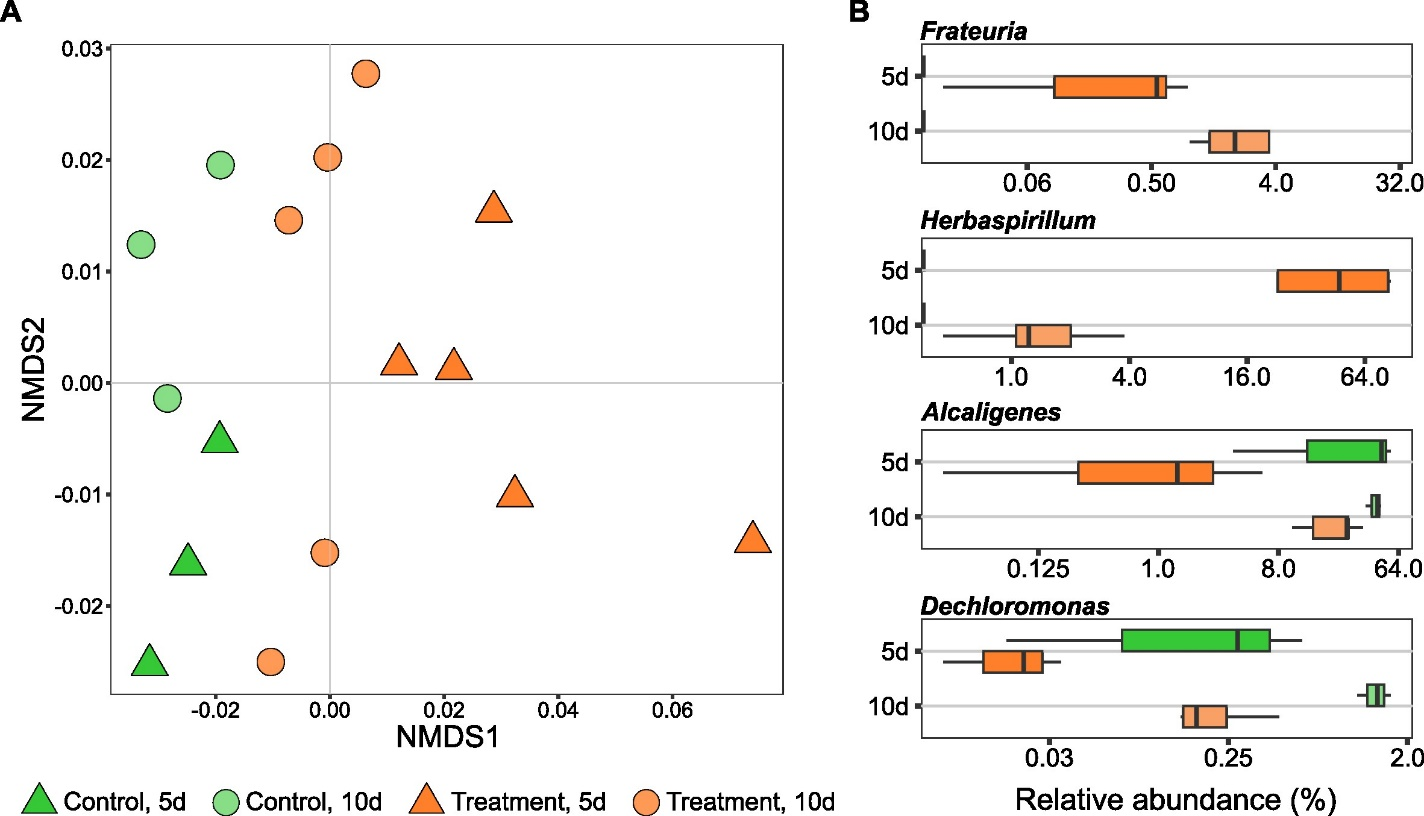 A
0.03
0.02
0.01
0.00
-0.01
-0.02
NMDS2
-0.02 0.00 0.02 0.04 0.06
NMDS1
Control, 5d Control, 10d Treatment, 5d Treatment, 10d
B
Frateuria
5d
10d
0.06 0.50 4.0 32.0
Herbaspirillum
5d
10d
1.0 4.0 16.0 64.0
Alcaligenes
5d
10d
0.125 1.0 8.0 64.0
Dechloromonas
5d
10d
0.03 0.25 2.0
Relative abundance (%)